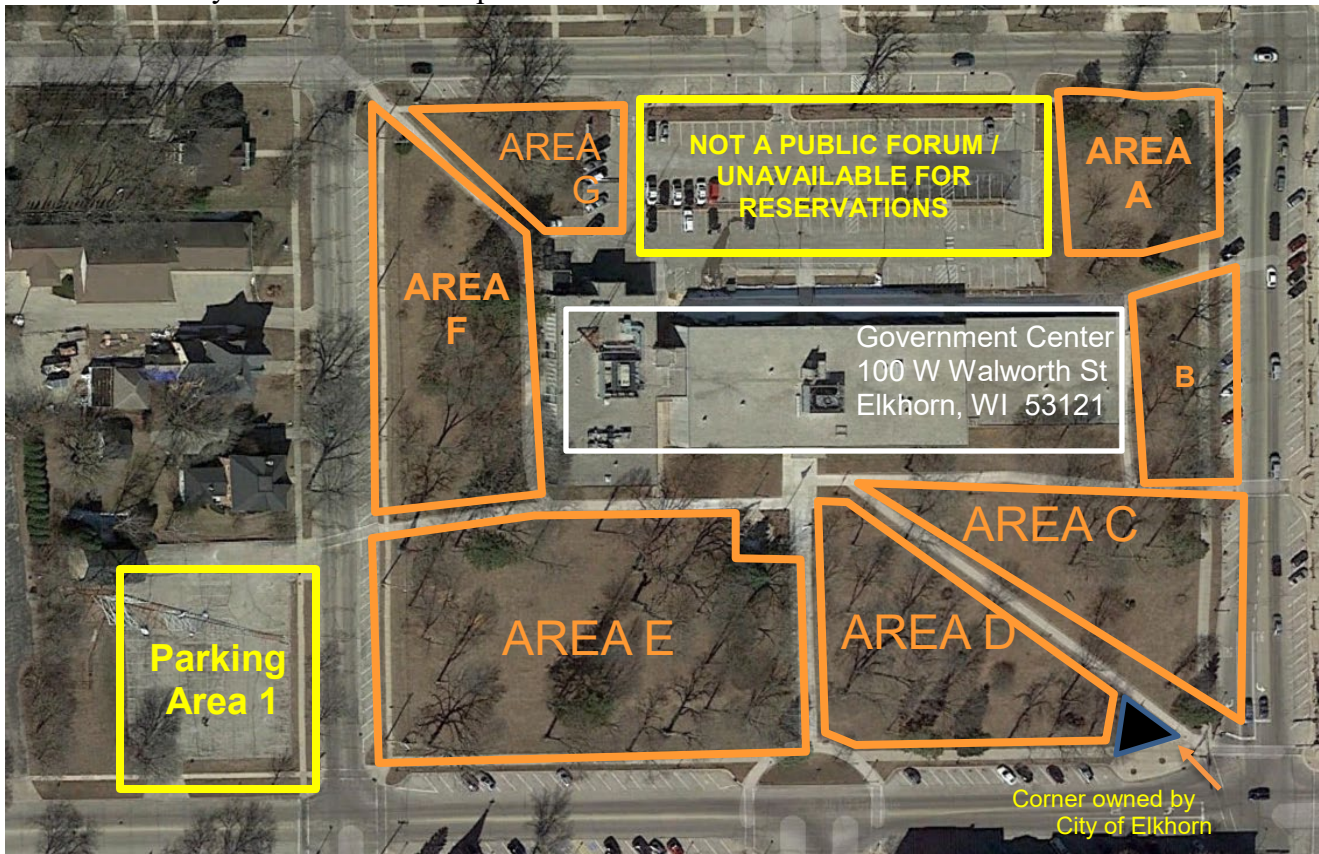 AREA
G
NOT A PUBLIC FORUM /
UNAVAILABLE FOR
RESERVATIONS
AREA
A
AREA
F
Government Center
100 W Walworth St
Elkhorn, WI 53121
B
AREA C
AREA E
AREA D
Parking
Area 1
Corner owned by
City of Elkhorn